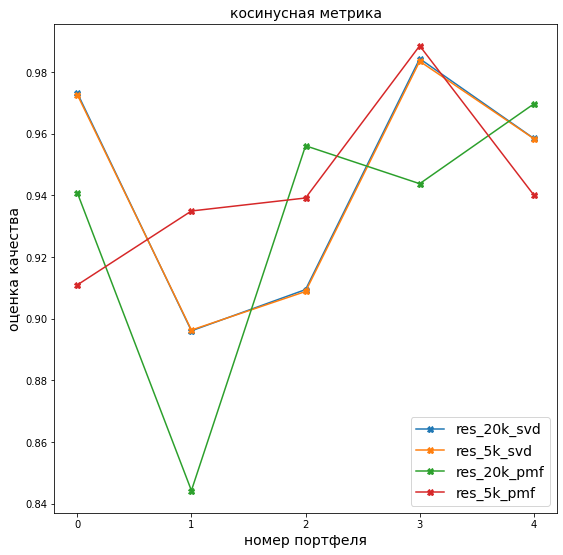 косинусная метрика
оценка качества
0.98
0.96
0.94
0.92
0.90
0.88
0.86
0.84
res_20k_svd
res_5k_svd
res_20k_pmf
res_5k_pmf
0 1 2 3 4
номер портфеля